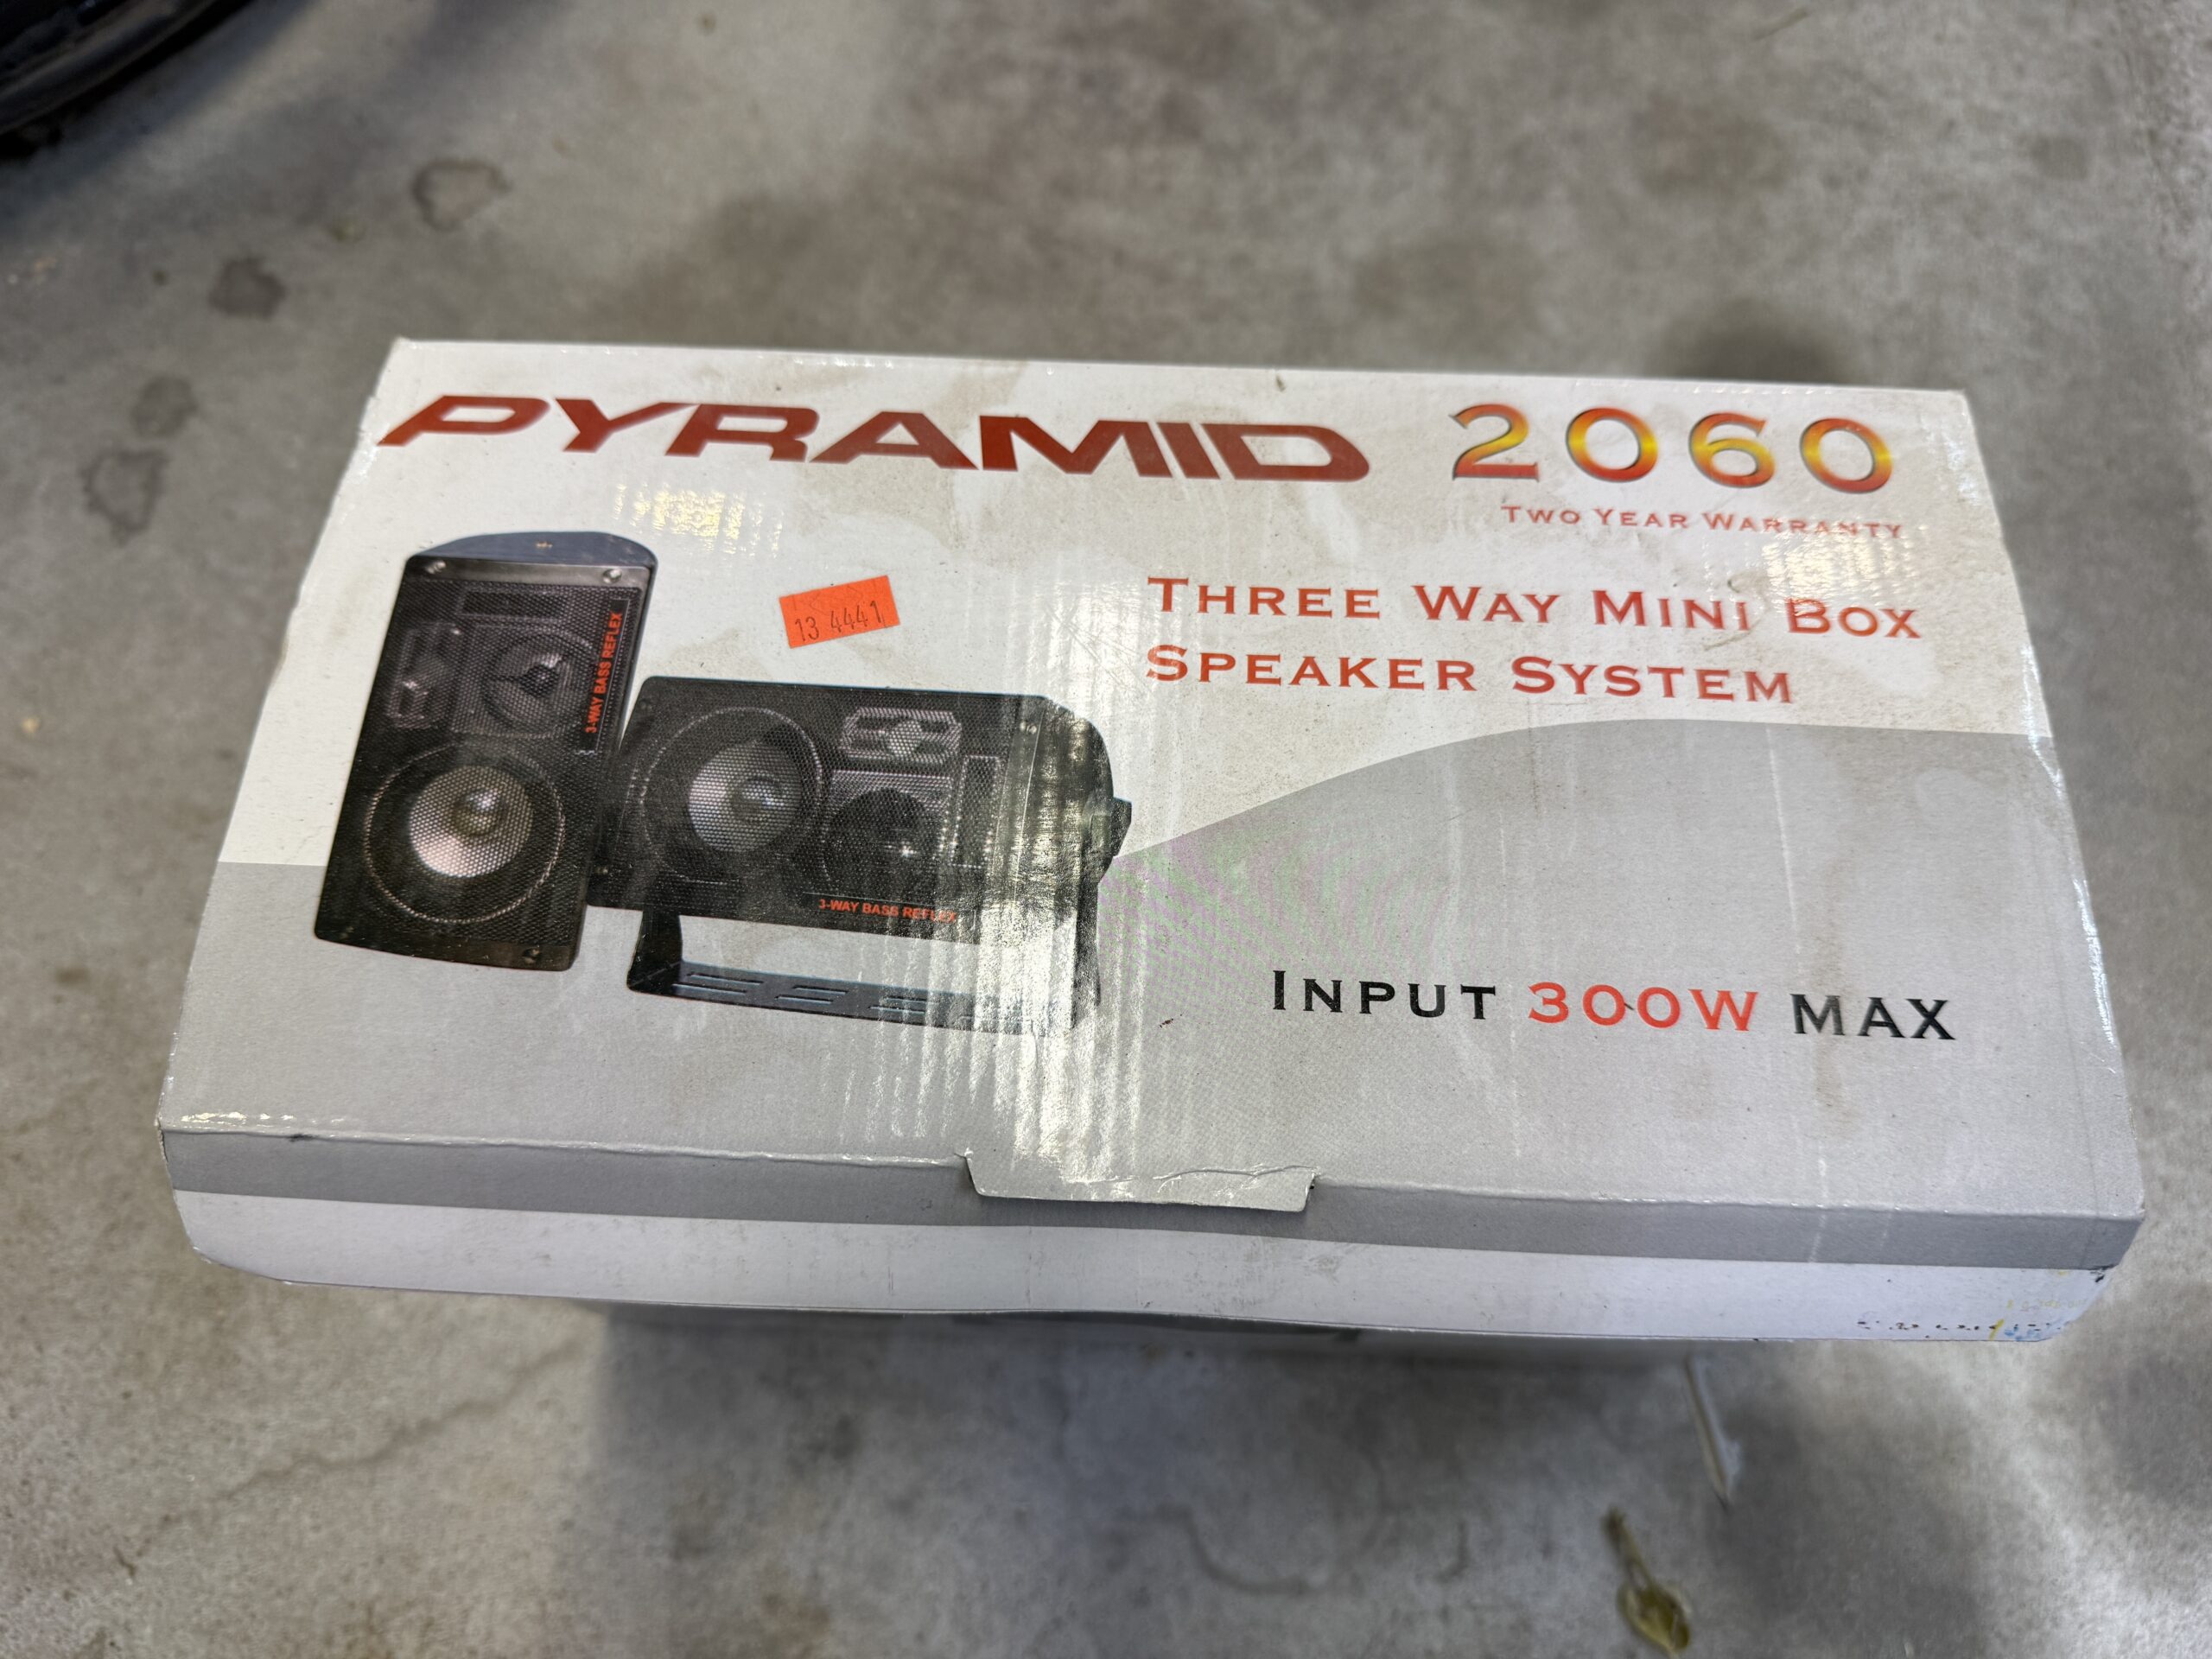 PYRAMID 2060
TWO YEAR WARRANTY
THREE WAY MINI BOX
SPEAKER SYSTEM
13 4441
3-WAY BASS REFLEX
3-WAY BASS REFLEX
INPUT 300W MAX